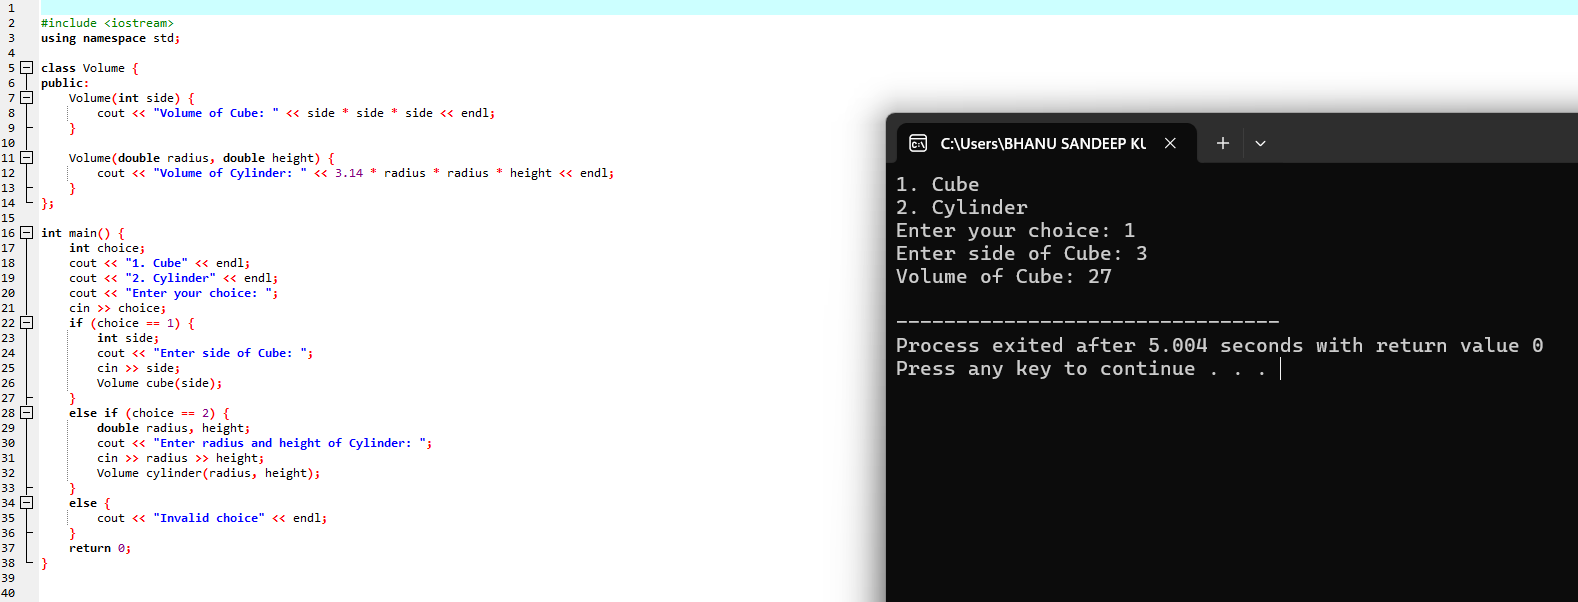 1
2 #include <iostream>
3 using namespace std;
4
5 class Volume {
6 public:
7     Volume(int side) {
8         cout << "Volume of Cube: " << side * side * side << endl;
9     }
10
11     Volume(double radius, double height) {
12         cout << "Volume of Cylinder: " << 3.14 * radius * radius * height << endl;
13     }
14 };
15
16 int main() {
17     int choice;
18     cout << "1. Cube" << endl;
19     cout << "2. Cylinder" << endl;
20     cout << "Enter your choice: ";
21     cin >> choice;
22     if (choice == 1) {
23         int side;
24         cout << "Enter side of Cube: ";
25         cin >> side;
26         Volume cube(side);
27     }
28     else if (choice == 2) {
29         double radius, height;
30         cout << "Enter radius and height of Cylinder: ";
31         cin >> radius >> height;
32         Volume cylinder(radius, height);
33     }
34     else {
35         cout << "Invalid choice" << endl;
36     }
37     return 0;
38 }
39
40
C:\Users\BHANU SANDEEP KU
1. Cube
2. Cylinder
Enter your choice: 1
Enter side of Cube: 3
Volume of Cube: 27
--------------------------------
Process exited after 5.004 seconds with return value 0
Press any key to continue . . .